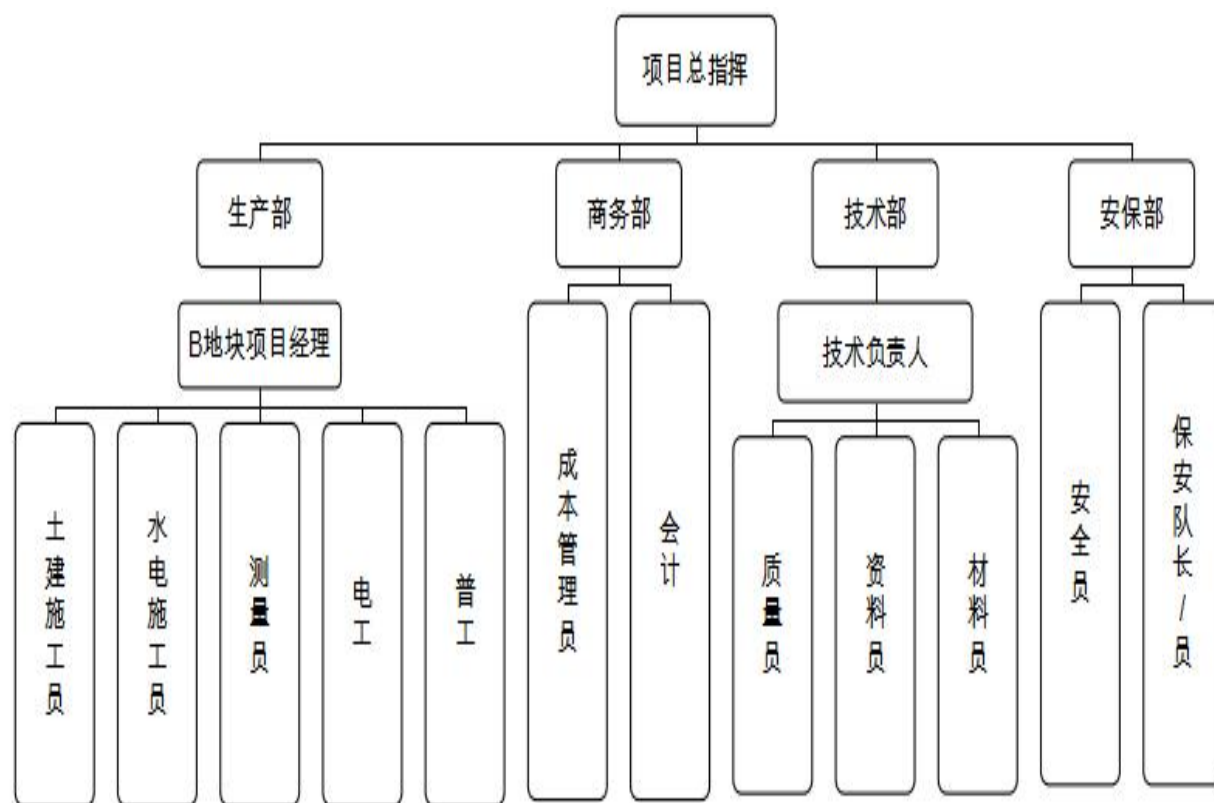 项目总指挥
生产部
商务部
技术部
安保部
B地块项目经理
技术负责人
土建施工员
水电施工员
测量员
电工
普工
成本管理员
会计
质量员
资料员
材料员
安全员
保安队长/员